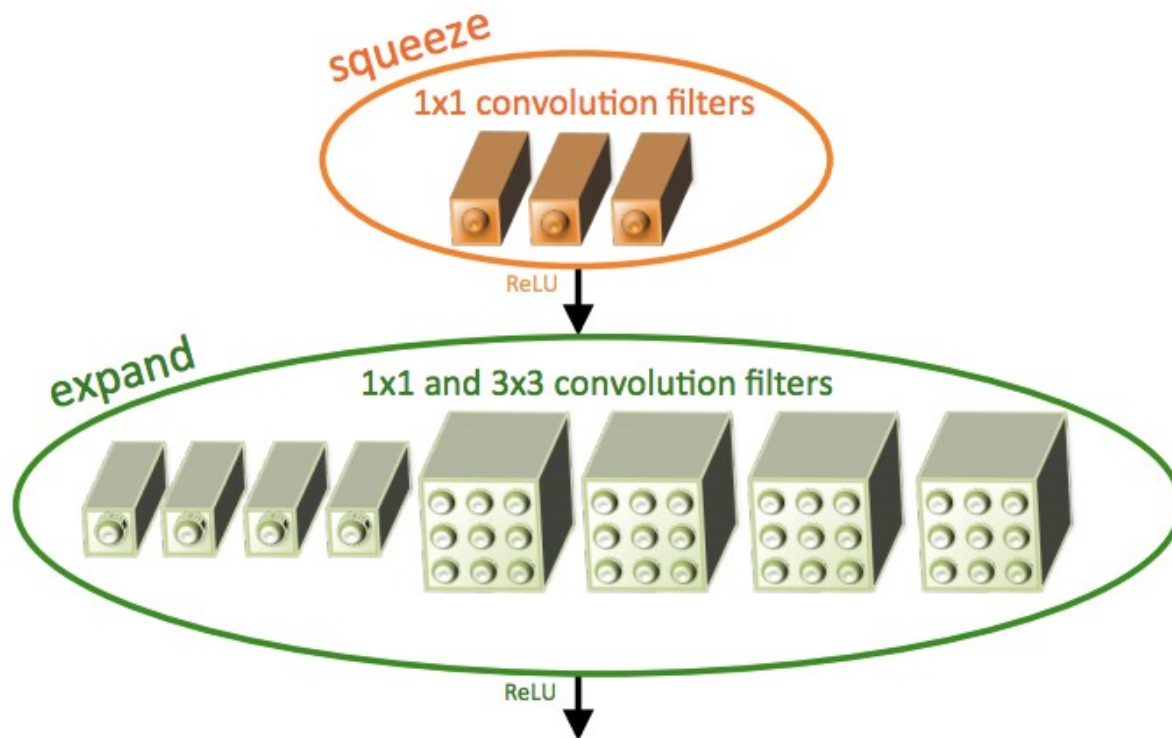 squeeze
1x1 convolution filters
ReLU
expand
1x1 and 3x3 convolution filters
ReLU